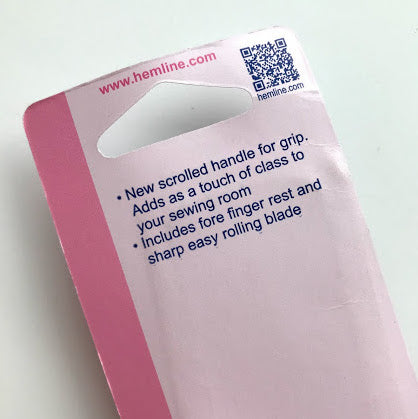 www.hemline.com
hemline.com
• New scrolled handle for grip.
Adds as a touch of class to
your sewing room
• Includes fore finger rest and
sharp easy rolling blade